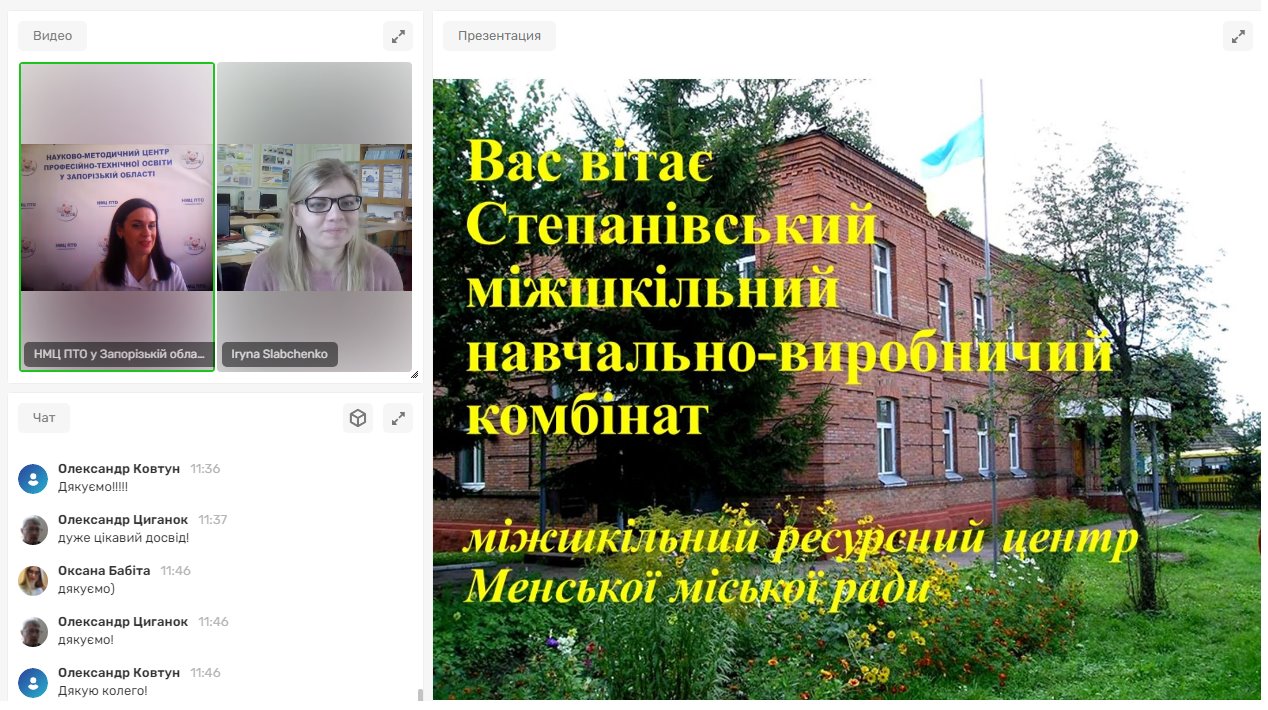 Видео
НАУКОВО-МЕТОДИЧНИЙ ЦЕНТР
ПРОФЕСІЙНО-ТЕХНІЧНОЇ ОСВІТИ
У ЗАПОРІЗЬКІЙ ОБЛАСТІ
НМЦ ПТО
НМЦ ПТО
НМЦ ПТО у Запорізькій обла...
Iryna Slabchenko
Чат
Олександр Ковтун 11:36
Дякуємо!!!!!
Олександр Циганок 11:37
дуже цікавий досвід!
Оксана Бабіта 11:46
дякуємо)
Олександр Циганок 11:46
дякуємо!
Олександр Ковтун 11:46
Дякую колего!
Презентация
Вас вітає
Степанівський
міжшкільний
навчально-виробничий
комбінат
міжшкільний ресурсний центр
Менської міської ради